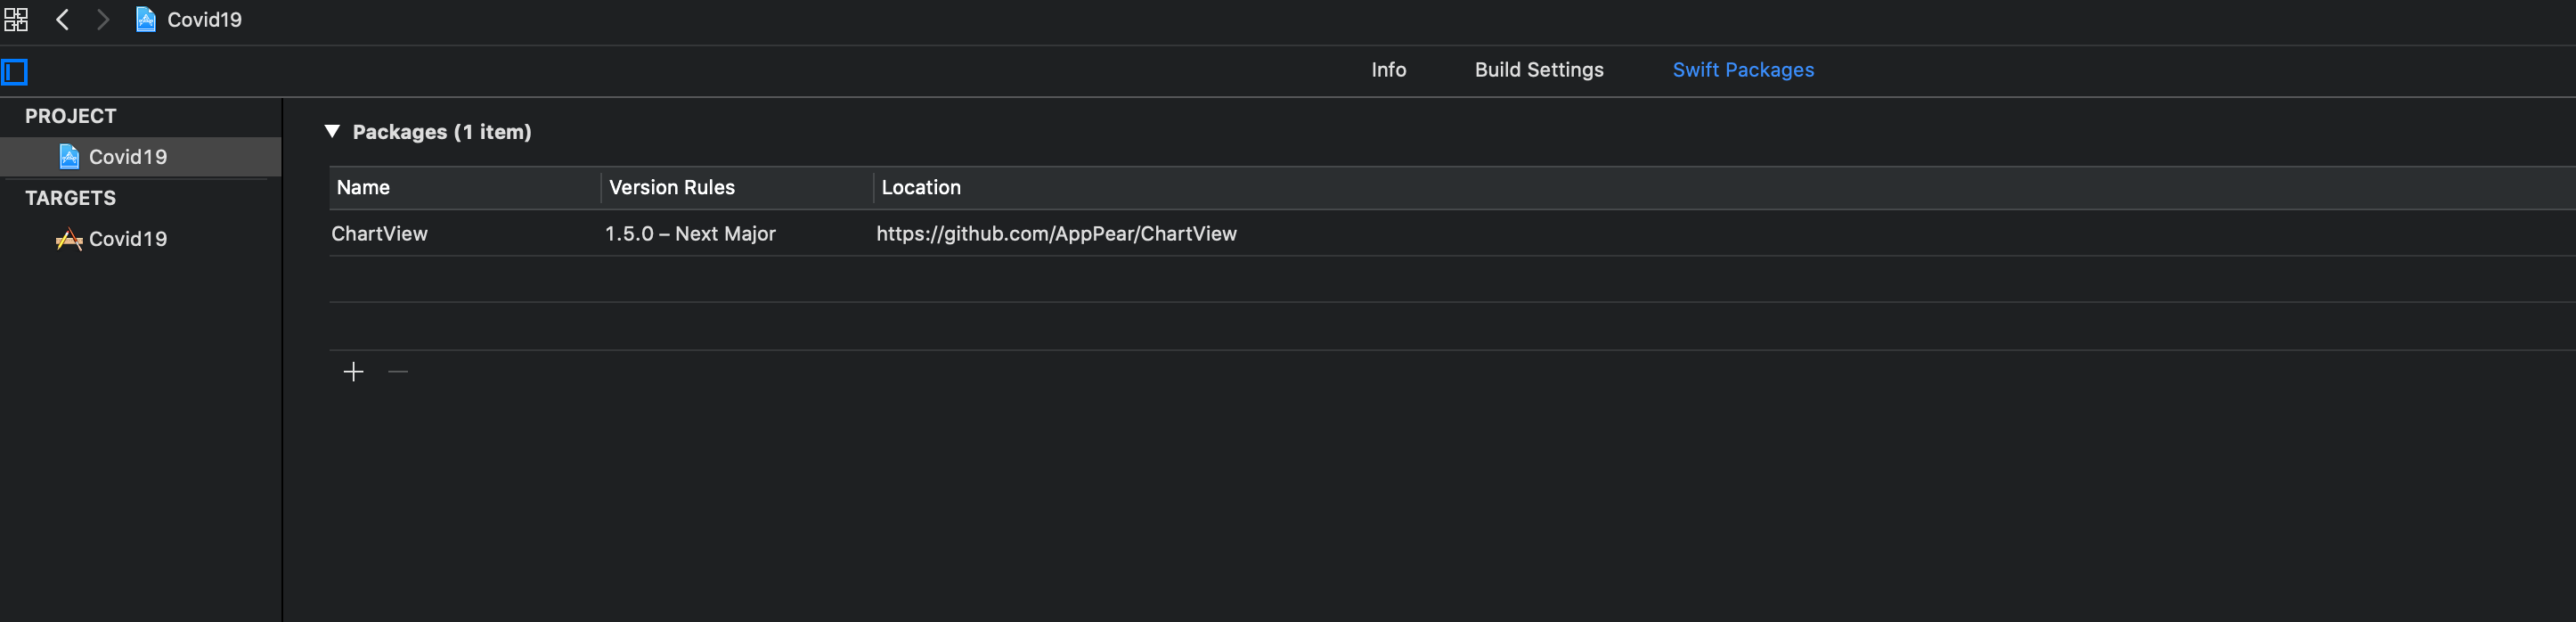 Covid19
Info Build Settings Swift Packages
PROJECT
Covid19
TARGETS
Covid19
Packages (1 item)
Name Version Rules Location
ChartView 1.5.0 – Next Major https://github.com/AppPear/ChartView